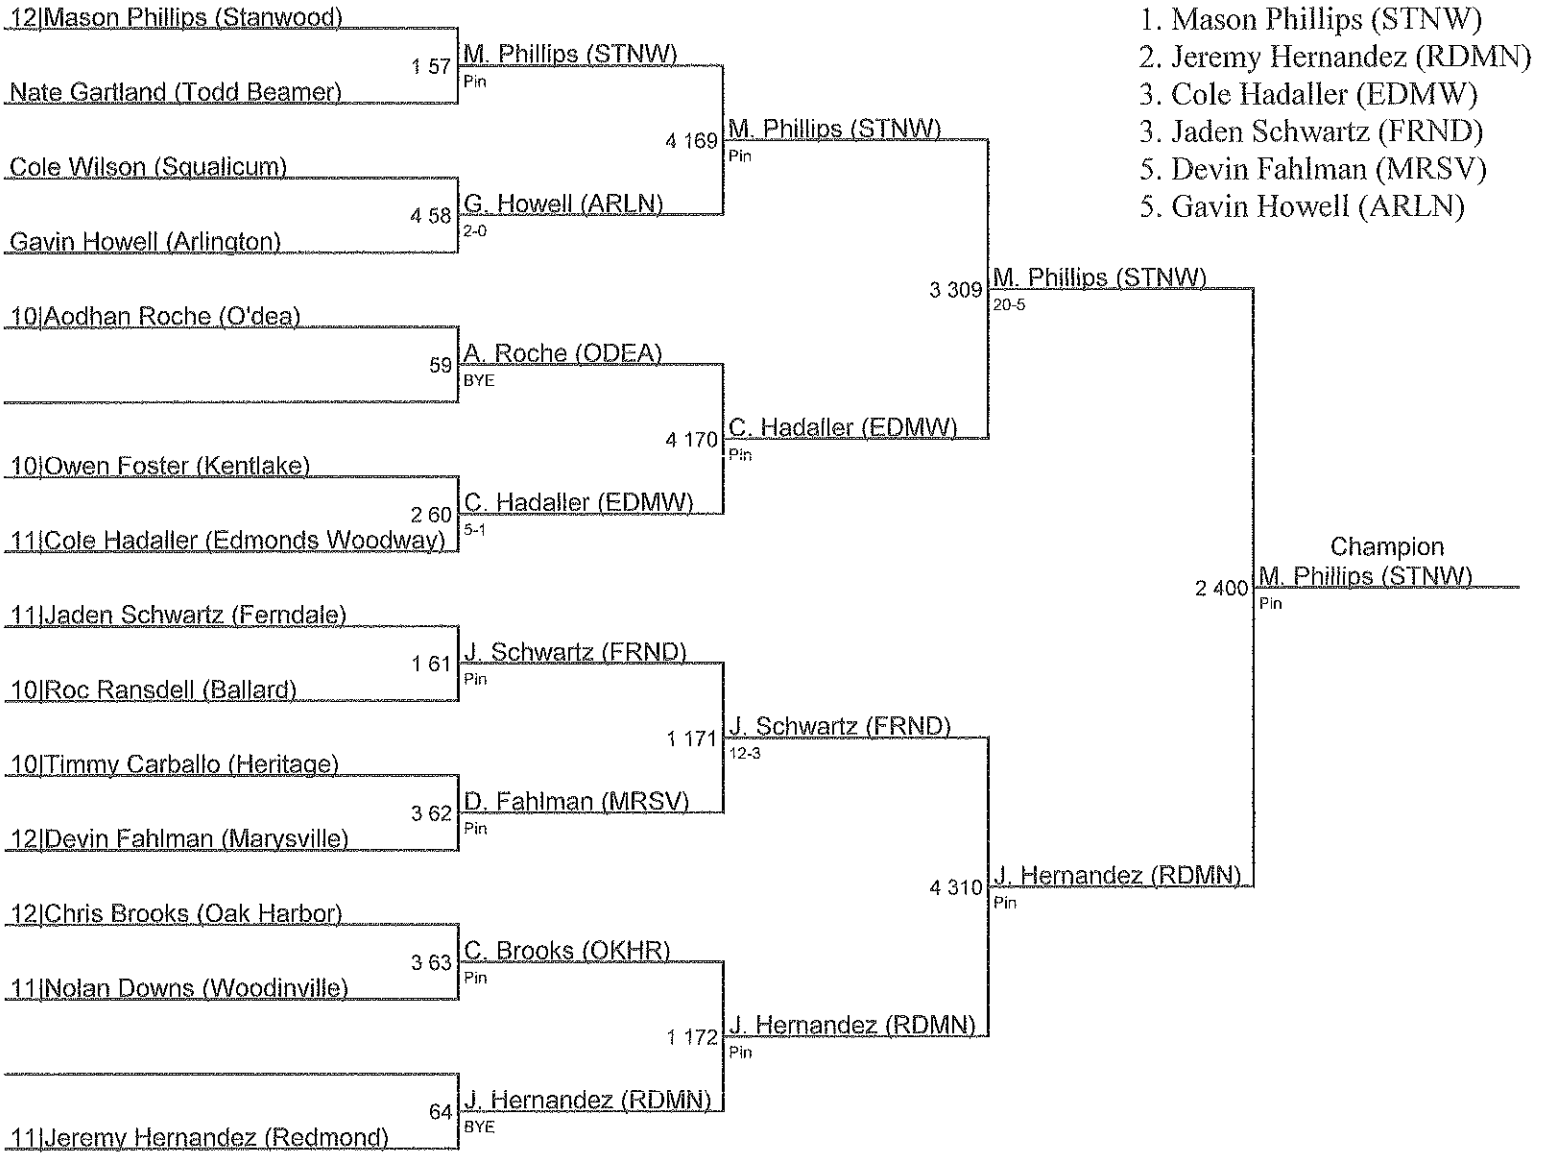 12|Mason Phillips (Stanwood)
1 57
Nate Gartland (Todd Beamer)
Cole Wilson (Squalicum)
4 58
Gavin Howell (Arlington)
10|Aodhan Roche (O'dea)
59
10|Owen Foster (Kentlake)
2 60
11|Cole Hadaller (Edmonds Woodway)
11|Jaden Schwartz (Ferndale)
1 61
10|Roc Ransdell (Ballard)
10|Timmy Carballo (Heritage)
3 62
12|Devin Fahlman (Marysville)
12|Chris Brooks (Oak Harbor)
3 63
11|Nolan Downs (Woodinville)
64
11|Jeremy Hernandez (Redmond)
M. Phillips (STNW)
Pin
4 169
G. Howell (ARLN)
2-0
A. Roche (ODEA)
BYE
4 170
C. Hadaller (EDMW)
5-1
J. Schwartz (FRND)
Pin
1 171
D. Fahlman (MRSV)
Pin
C. Brooks (OKHR)
Pin
1 172
J. Hernandez (RDMN)
BYE
M. Phillips (STNW)
Pin
3 309
C. Hadaller (EDMW)
Pin
J. Schwartz (FRND)
12-3
4 310
J. Hernandez (RDMN)
Pin
M. Phillips (STNW)
20-5
2 400
J. Hernandez (RDMN)
Pin
Champion
M. Phillips (STNW)
Pin
1. Mason Phillips (STNW)
2. Jeremy Hernandez (RDMN)
3. Cole Hadaller (EDMW)
3. Jaden Schwartz (FRND)
5. Devin Fahlman (MRSV)
5. Gavin Howell (ARLN)